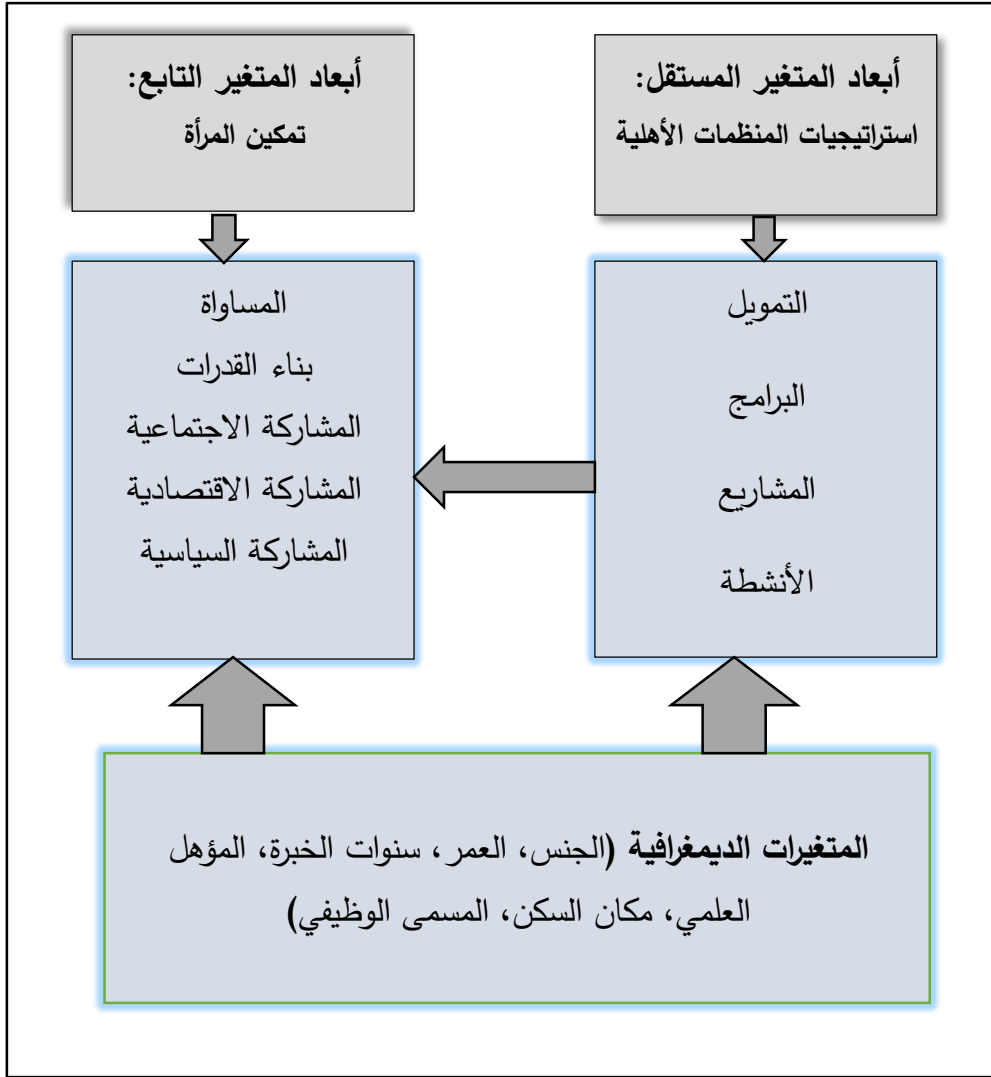 أبعاد المتغير المستقل:
استراتيجيات المنظمات الأهلية
أبعاد المتغير التابع:
تمكين المرأة
التمويل
البرامج
المشاريع
الأنشطة
المساواة
بناء القدرات
المشاركة الاجتماعية
المشاركة الاقتصادية
المشاركة السياسية
المتغيرات الديمغرافية (الجنس، العمر، سنوات الخبرة، المؤهل
العلمي، مكان السكن، المسمى الوظيفي)